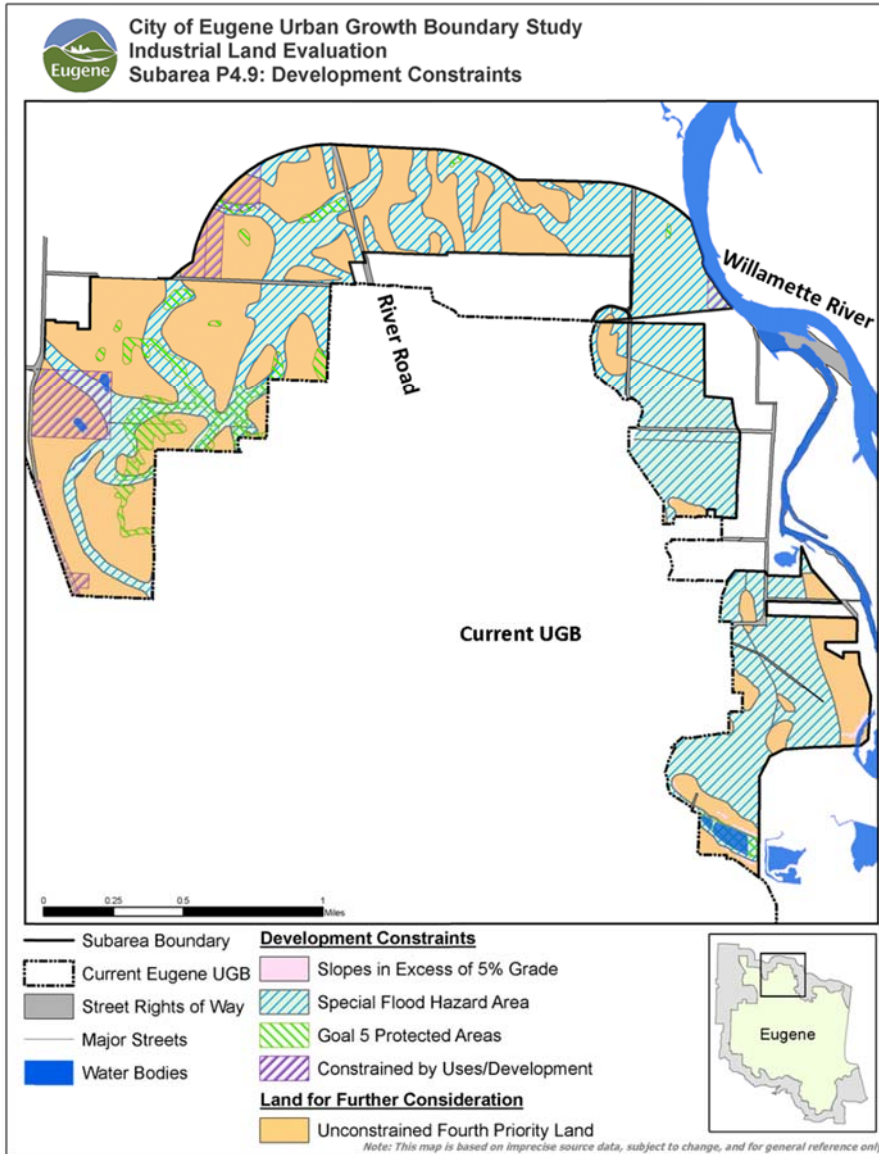 City of Eugene Urban Growth Boundary Study
Industrial Land Evaluation
Subarea P4.9: Development Constraints
Eugene
Willamette River
River Road
Current UGB
0 0.25 0.5 1
Miles
Subarea Boundary
Current Eugene UGB
Street Rights of Way
Major Streets
Water Bodies
Development Constraints
Slopes in Excess of 5% Grade
Special Flood Hazard Area
Goal 5 Protected Areas
Constrained by Uses/Development
Land for Further Consideration
Unconstrained Fourth Priority Land
Eugene
Note: This map is based on imprecise source data, subject to change, and for general reference only